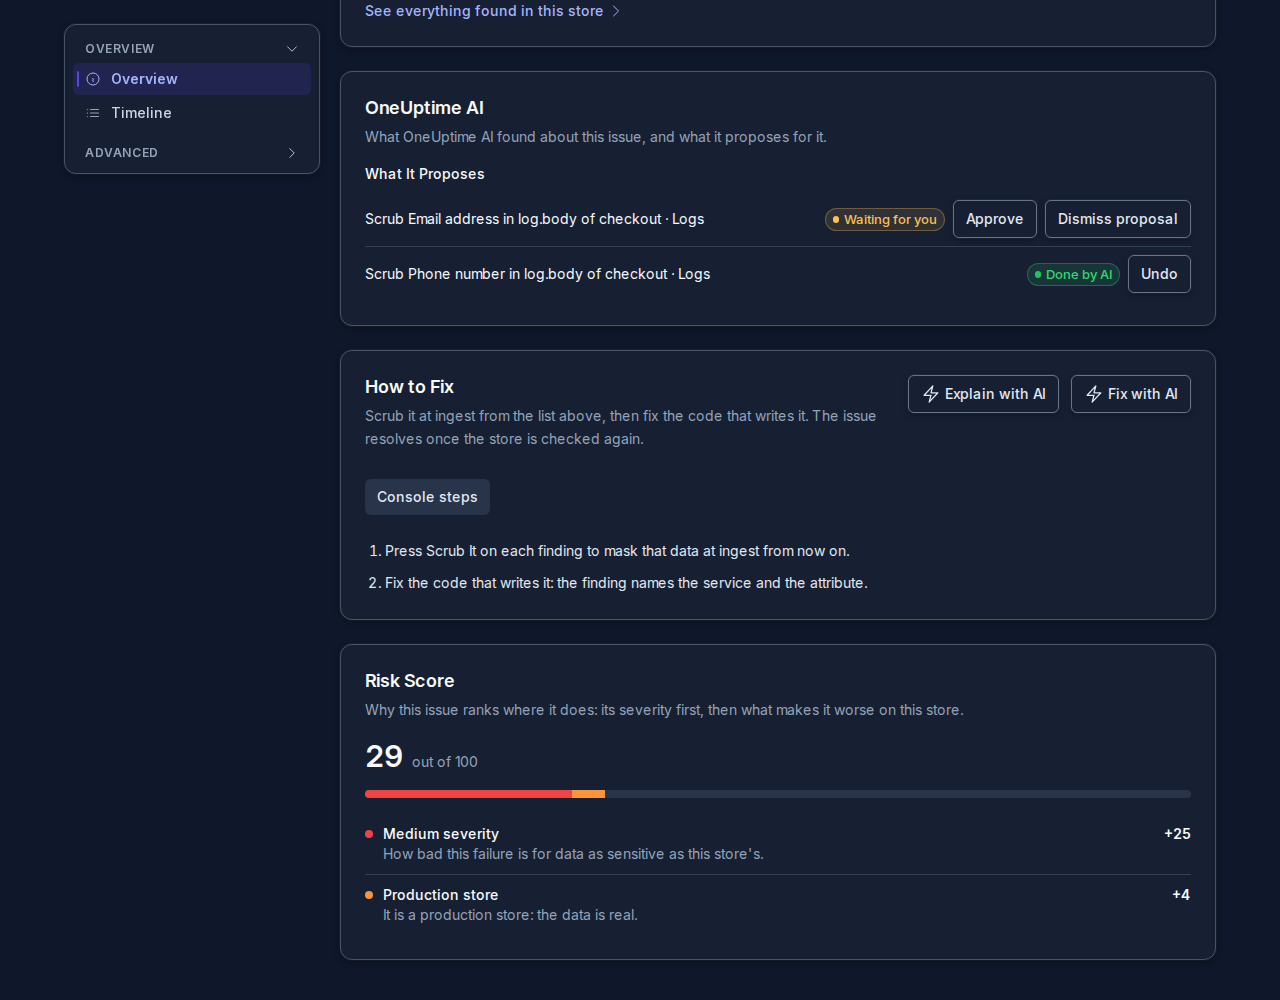 See everything found in this store
OVERVIEW
Overview
Timeline
ADVANCED
OneUptime AI
What OneUptime AI found about this issue, and what it proposes for it.
What It Proposes
Scrub Email address in log.body of checkout · Logs
Waiting for you
Approve
Dismiss proposal
Scrub Phone number in log.body of checkout · Logs
Done by AI
Undo
How to Fix
Scrub it at ingest from the list above, then fix the code that writes it. The issue
resolves once the store is checked again.
Explain with AI
Fix with AI
Console steps
1. Press Scrub It on each finding to mask that data at ingest from now on.
2. Fix the code that writes it: the finding names the service and the attribute.
Risk Score
Why this issue ranks where it does: its severity first, then what makes it worse on this store.
29 out of 100
Medium severity
+25
How bad this failure is for data as sensitive as this store's.
Production store
+4
It is a production store: the data is real.